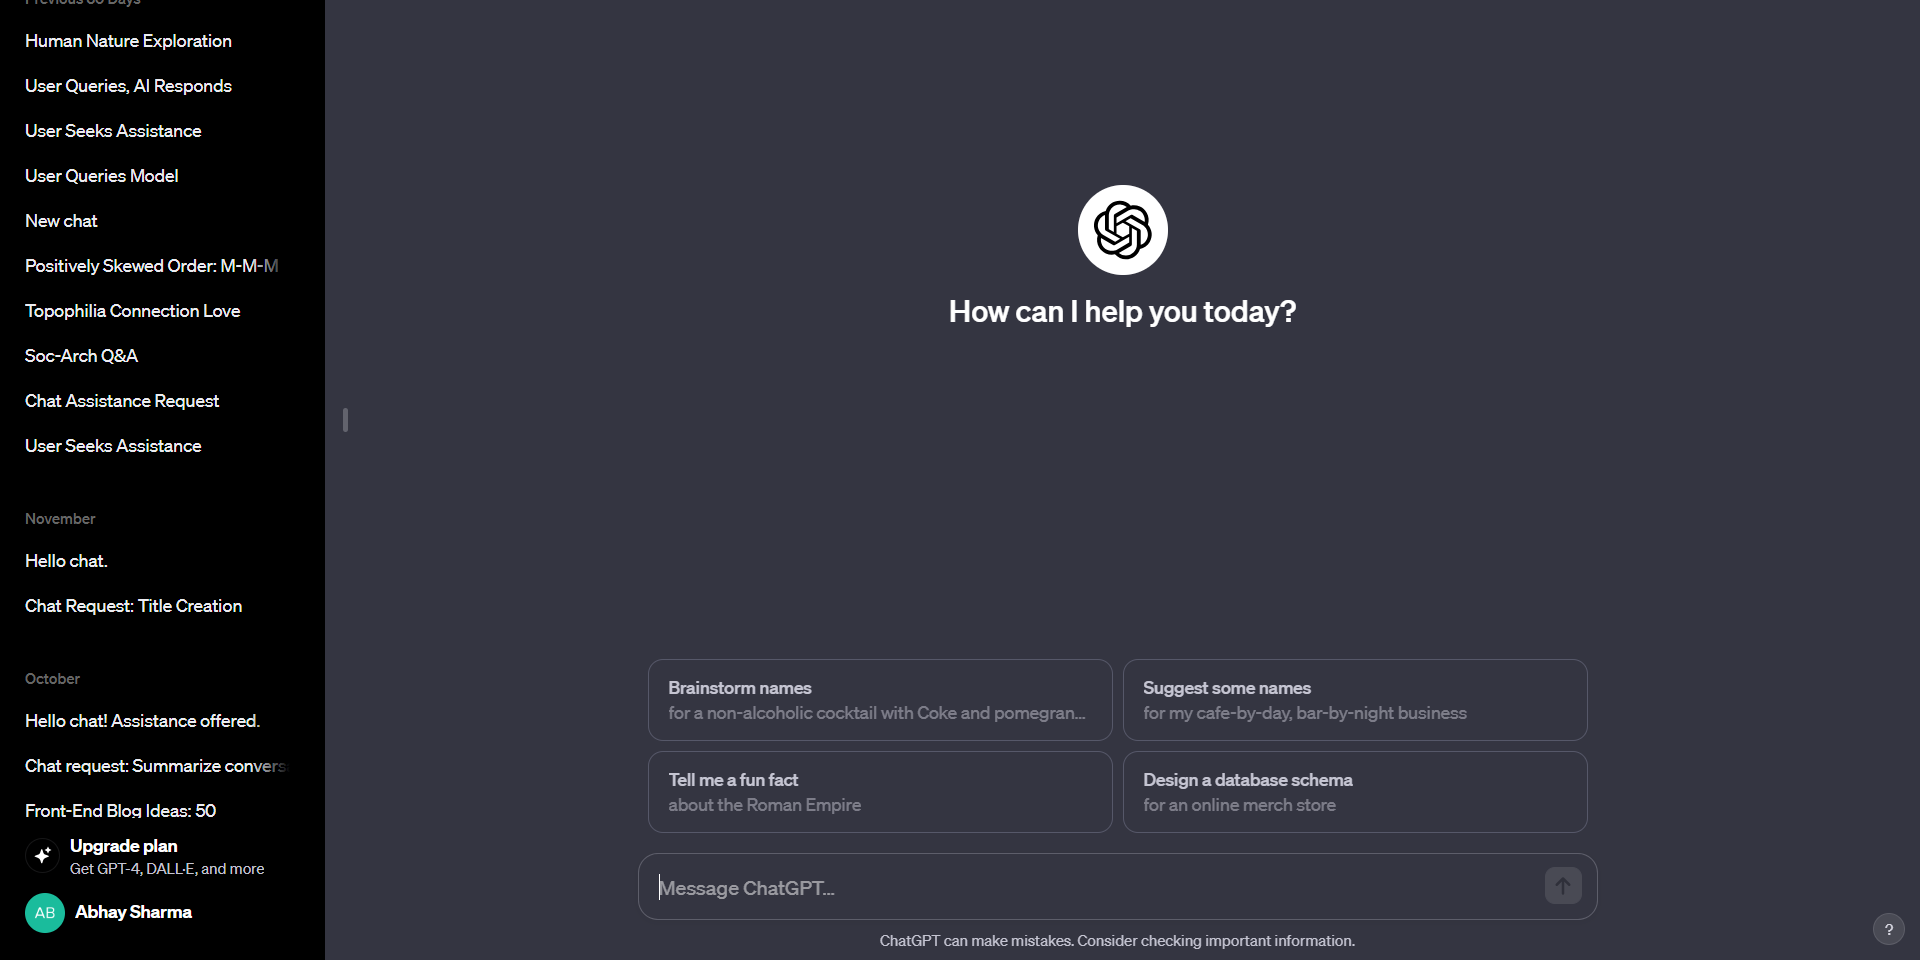 Previous 30 Days
Human Nature Exploration
User Queries, AI Responds
User Seeks Assistance
User Queries Model
New chat
Positively Skewed Order: M-M-M
Topophilia Connection Love
Soc-Arch Q&A
Chat Assistance Request
User Seeks Assistance
November
Hello chat.
Chat Request: Title Creation
October
Hello chat! Assistance offered.
Chat request: Summarize convers
Front-End Blog Ideas: 50
Upgrade plan
Get GPT-4, DALL·E, and more
AB
Abhay Sharma
How can I help you today?
Brainstorm names
for a non-alcoholic cocktail with Coke and pomegran...
Suggest some names
for my cafe-by-day, bar-by-night business
Tell me a fun fact
about the Roman Empire
Design a database schema
for an online merch store
Message ChatGPT...
ChatGPT can make mistakes. Consider checking important information.
?